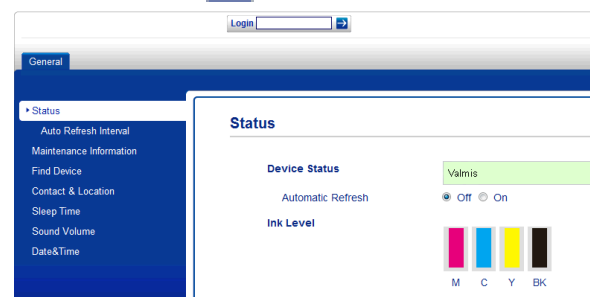 Login
General
Status
Auto Refresh Interval
Maintenance Information
Find Device
Contact & Location
Sleep Time
Sound Volume
Date&Time
Status
Device Status Valmis
Automatic Refresh Off On
Ink Level
M C Y BK